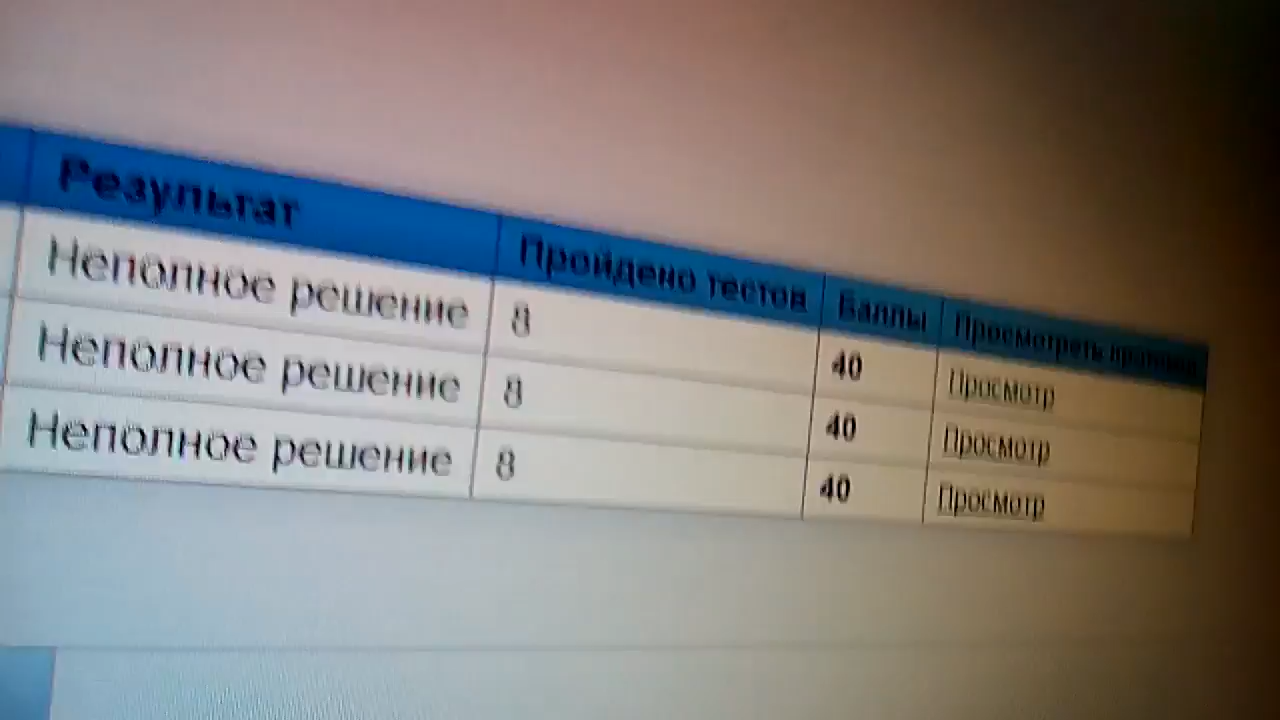 Результат Пройдено тестов Баллы Просмотреть
Неполное решение 8 40 Просмотр
Неполное решение 8 40 Просмотр
Неполное решение 8 40 Просмотр